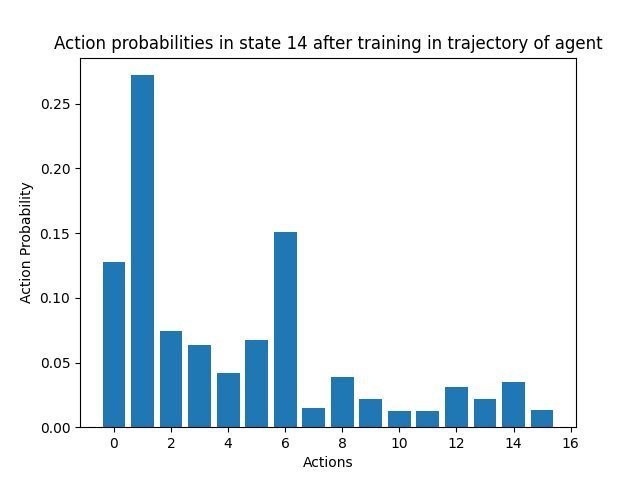 Action probabilities in state 14 after training in trajectory of agent
Action Probability
0.25
0.20
0.15
0.10
0.05
0.00
0 2 4 6 8 10 12 14 16
Actions